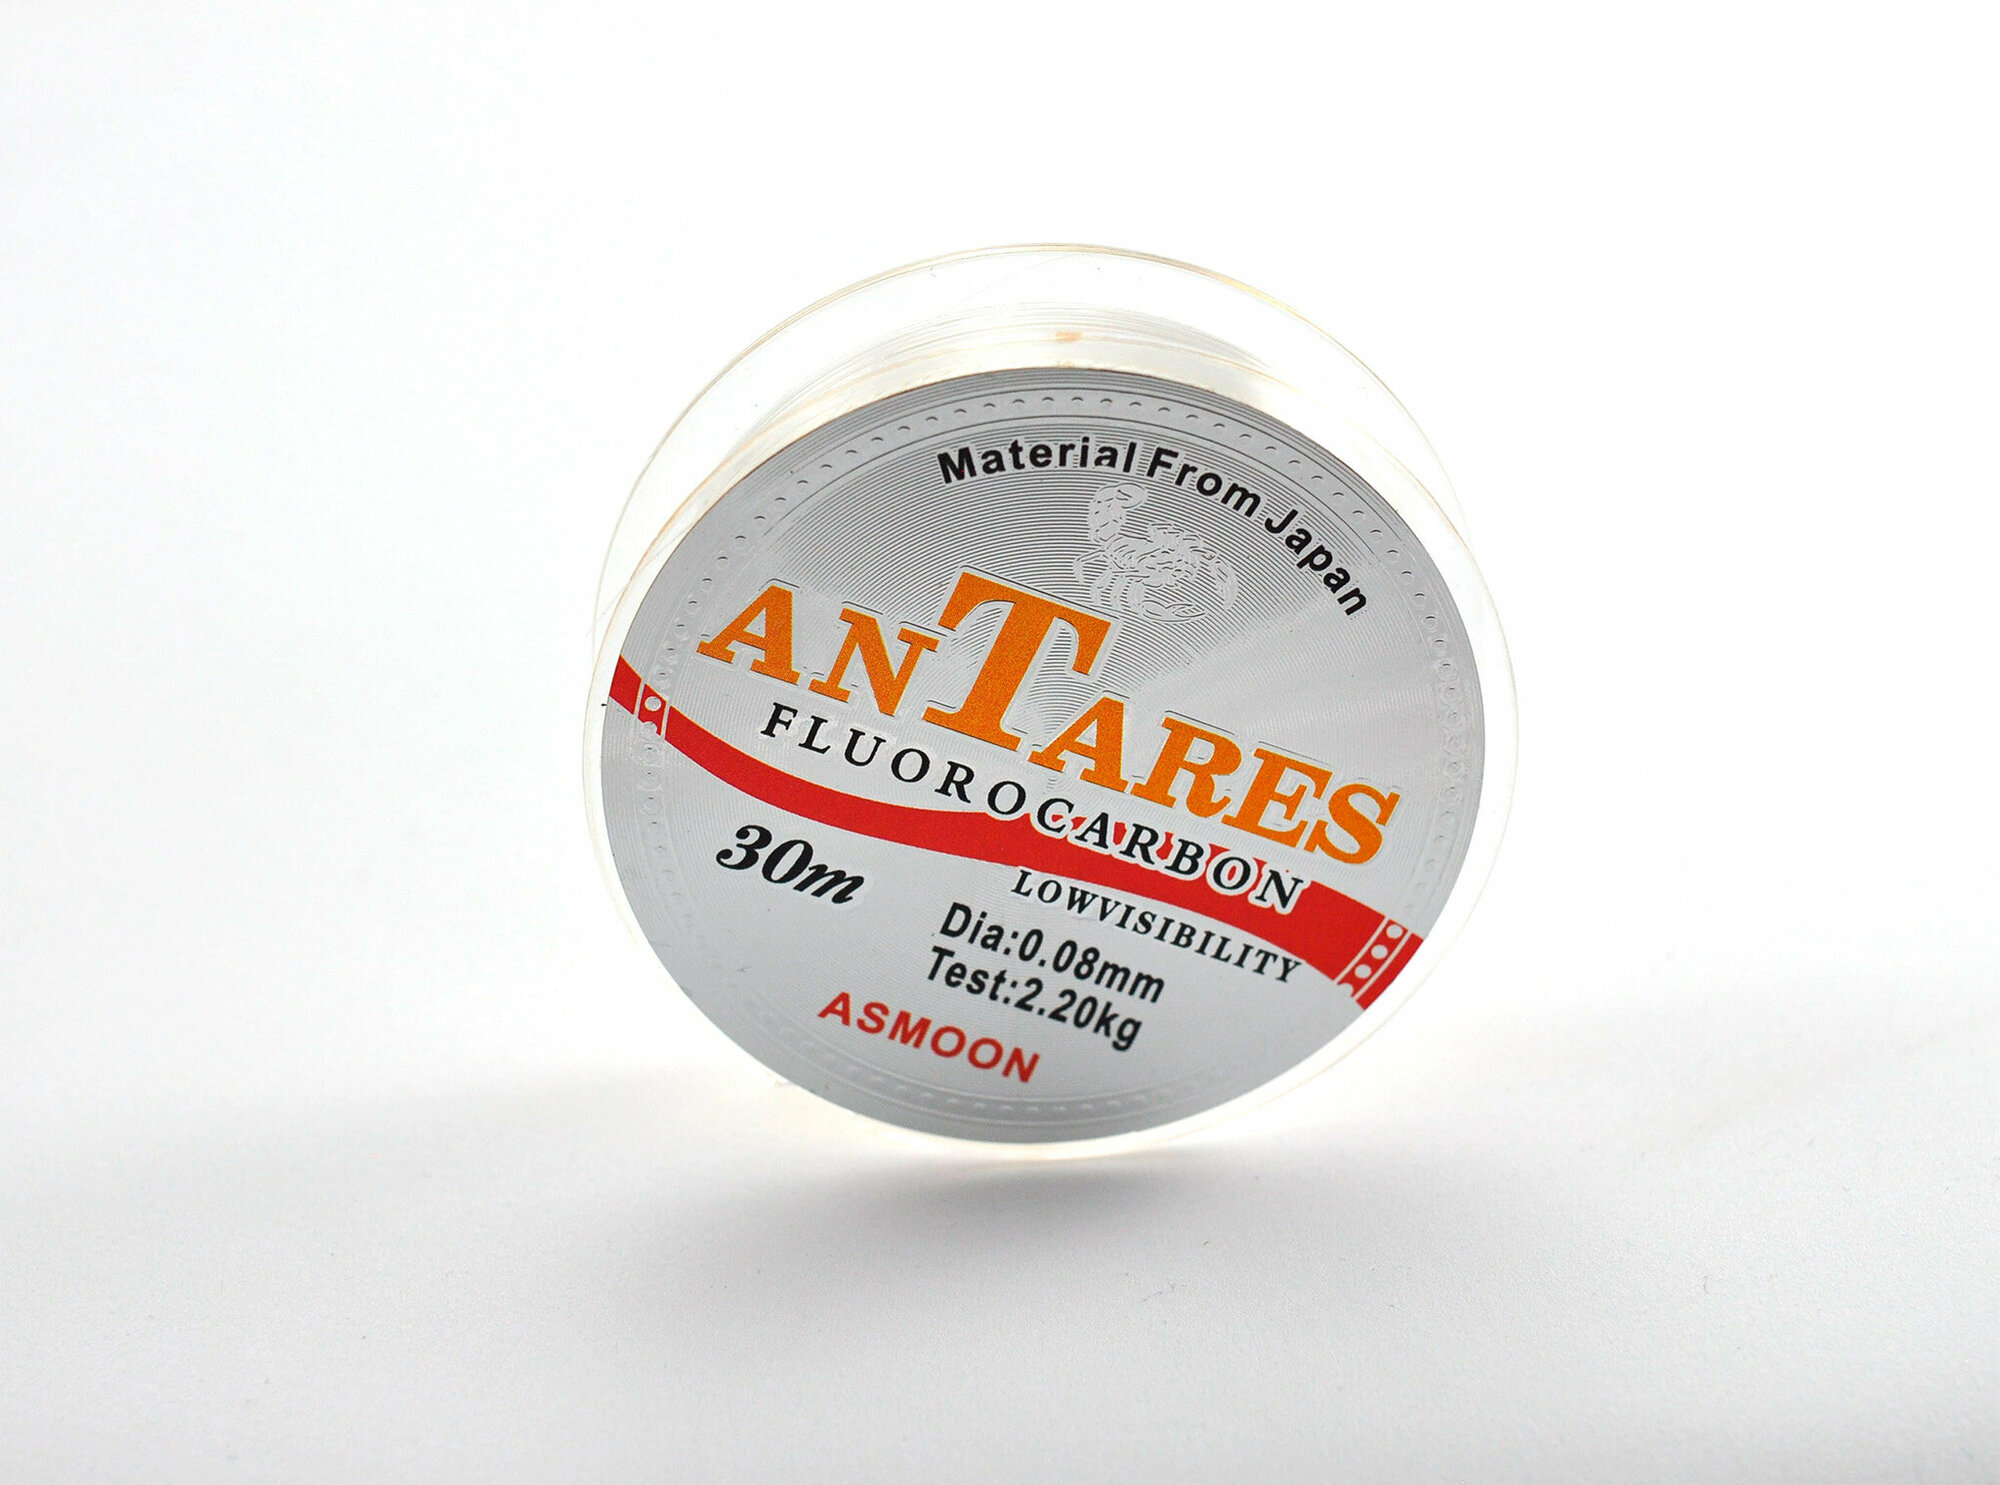 Material From Japan
ANTARES
FLUOROCARBON
LOWVISIBILITY
30m
Dia:0.08mm
Test:2.20kg
ASMOON